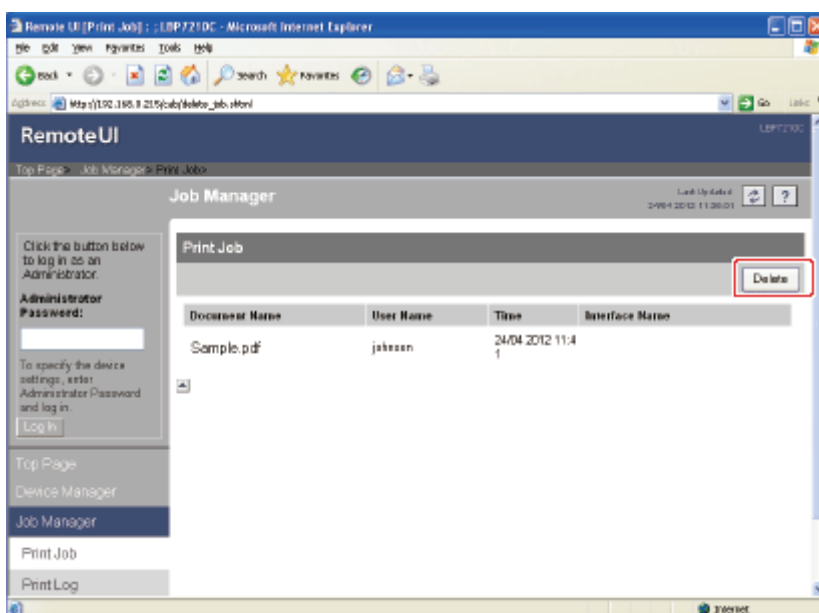 Remote UI [Print Job] : ; LBP7210C - Microsoft Internet Explorer
File Edit View Favorites Tools Help
Back Search Favorites
Address Go Links
RemoteUI
LBP7210C
Top Page> Job Manager> Print Job>
Job Manager
Last Updated
24/04 2012 11:38:01
?
Click the button below
to log in as an
Administrator.
Administrator
Password:
To specify the device
settings, enter
Administrator Password
and log in.
Log In
Top Page
Device Manager
Job Manager
Print Job
Print Log
Print Job
Delete
Document Name User Name Time Interface Name
Sample.pdf johnson 24/04 2012 11:4
1
Internet